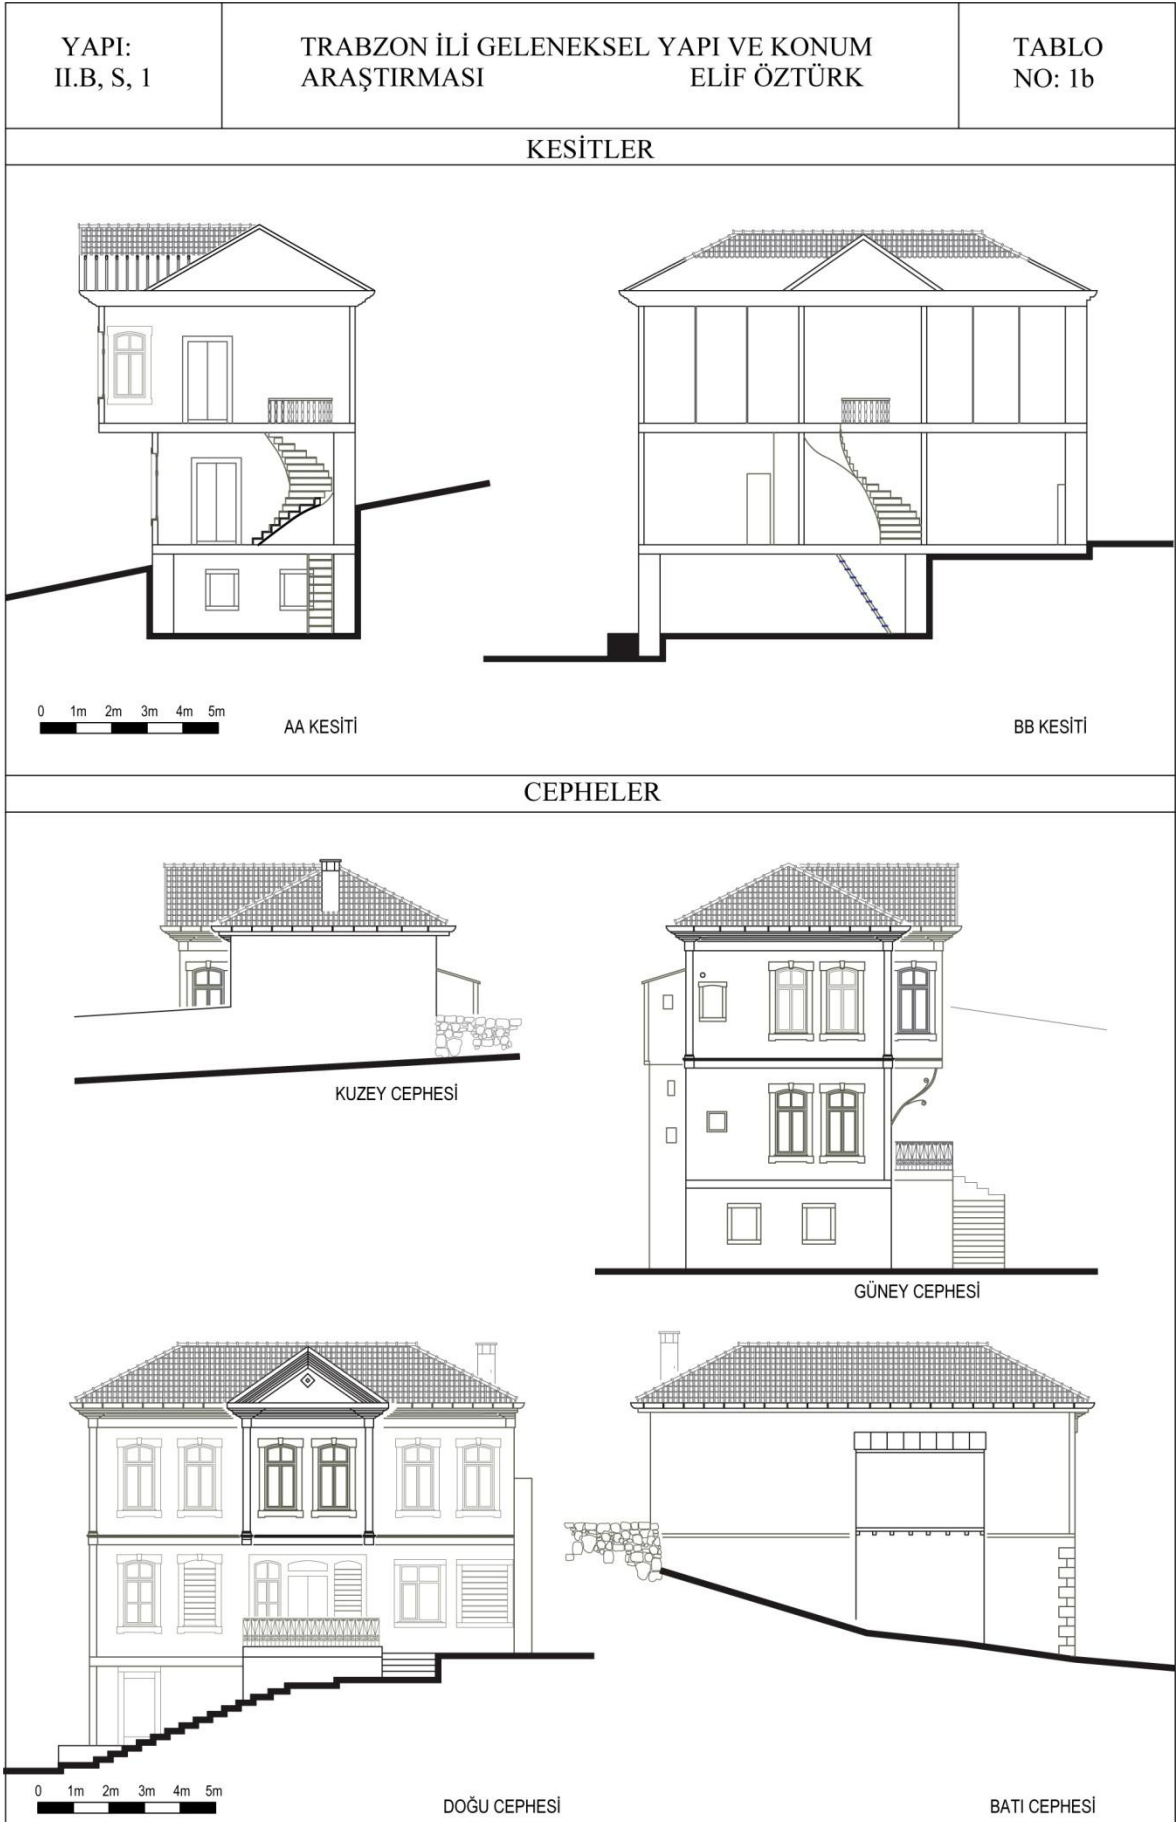 YAPI:
II.B, S, 1
TRABZON İLİ GELENEKSEL YAPI VE KONUM
ARAŞTIRMASI ELİF ÖZTÜRK
TABLO
NO: 1b
KESİTLER
0 1m 2m 3m 4m 5m
AA KESİTİ
BB KESİTİ
CEPHELER
KUZEY CEPHESİ
GÜNEY CEPHESİ
0 1m 2m 3m 4m 5m
DOĞU CEPHESİ
BATI CEPHESİ